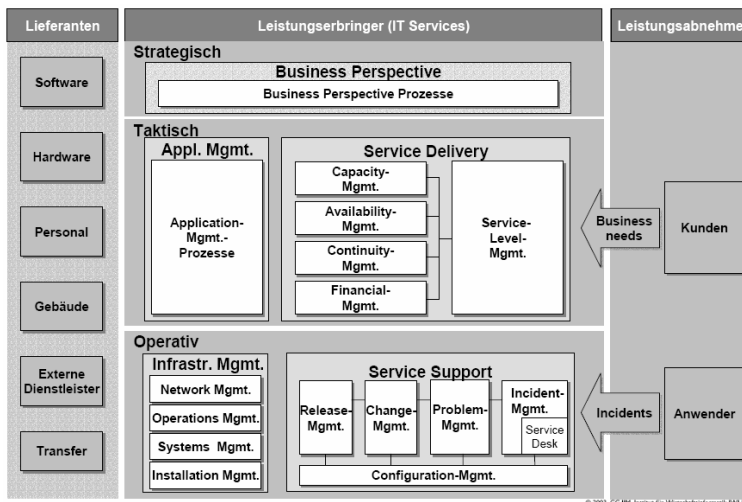 Lieferanten
Leistungserbringer (IT Services)
Leistungsabnehme
Software
Hardware
Personal
Gebäude
Externe
Dienstleister
Transfer
Strategisch
Business Perspective
Business Perspective Prozesse
Taktisch
Appl. Mgmt.
Application-
Mgmt.-
Prozesse
Service Delivery
Capacity-
Mgmt.
Availability-
Mgmt.
Continuity-
Mgmt.
Financial-
Mgmt.
Service-
Level-
Mgmt.
Business
needs
Kunden
Operativ
Infrastr. Mgmt.
Network Mgmt.
Operations Mgmt.
Systems Mgmt.
Installation Mgmt.
Service Support
Release-
Mgmt.
Change-
Mgmt.
Problem-
Mgmt.
Incident-
Mgmt.
Service
Desk
Configuration-Mgmt.
Incidents
Anwender